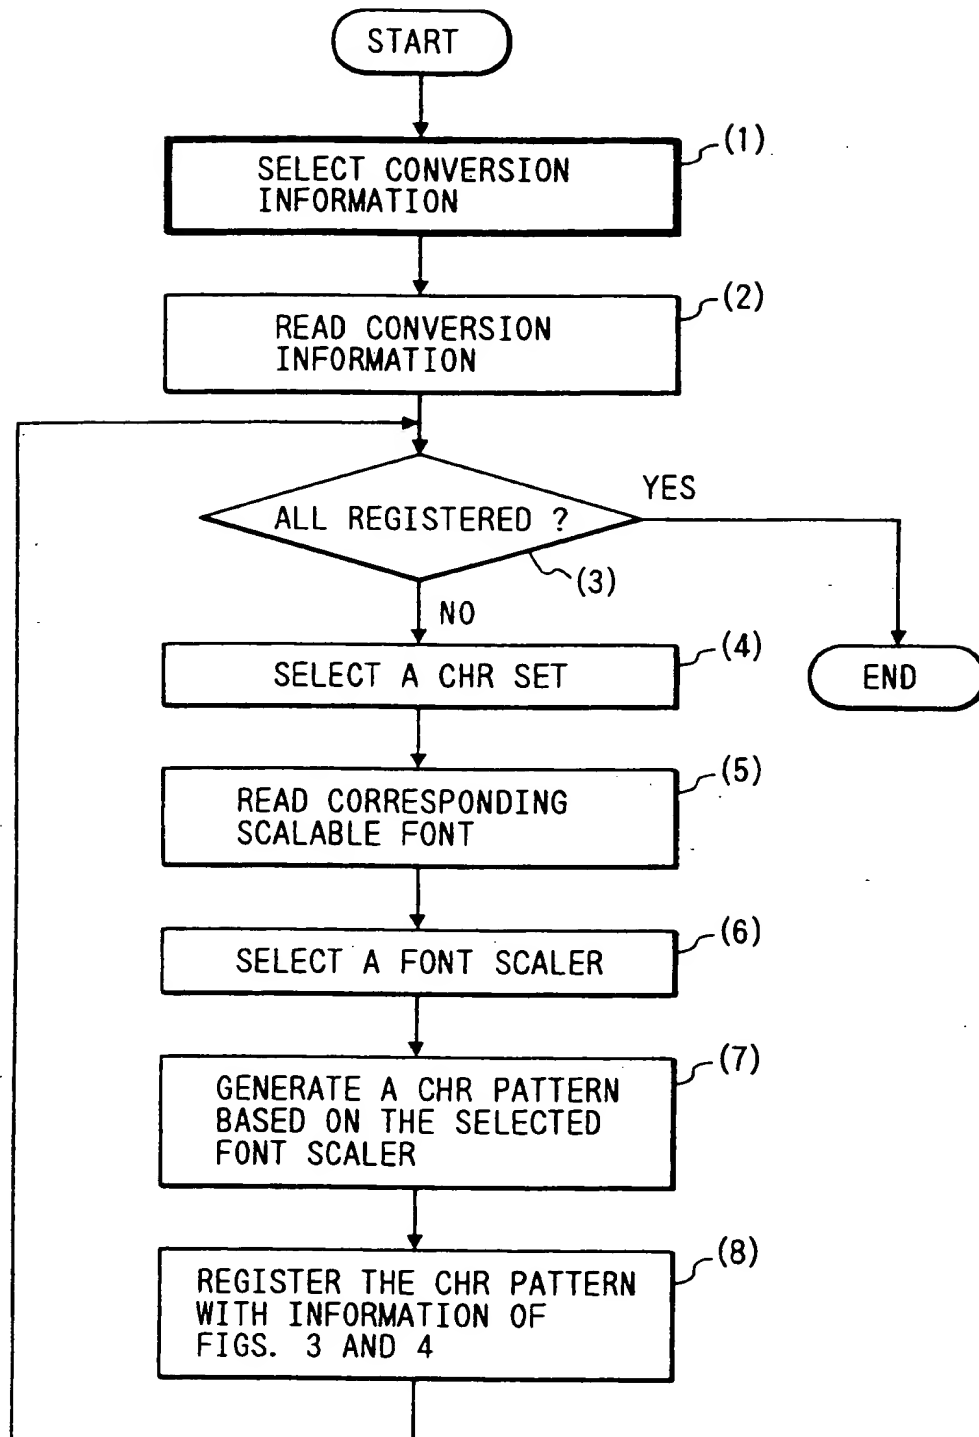 START
(1)
SELECT CONVERSION
INFORMATION
(2)
READ CONVERSION
INFORMATION
YES
ALL REGISTERED ?
(3)
NO
(4)
SELECT A CHR SET
END
(5)
READ CORRESPONDING
SCALABLE FONT
(6)
SELECT A FONT SCALER
(7)
GENERATE A CHR PATTERN
BASED ON THE SELECTED
FONT SCALER
(8)
REGISTER THE CHR PATTERN
WITH INFORMATION OF
FIGS. 3 AND 4